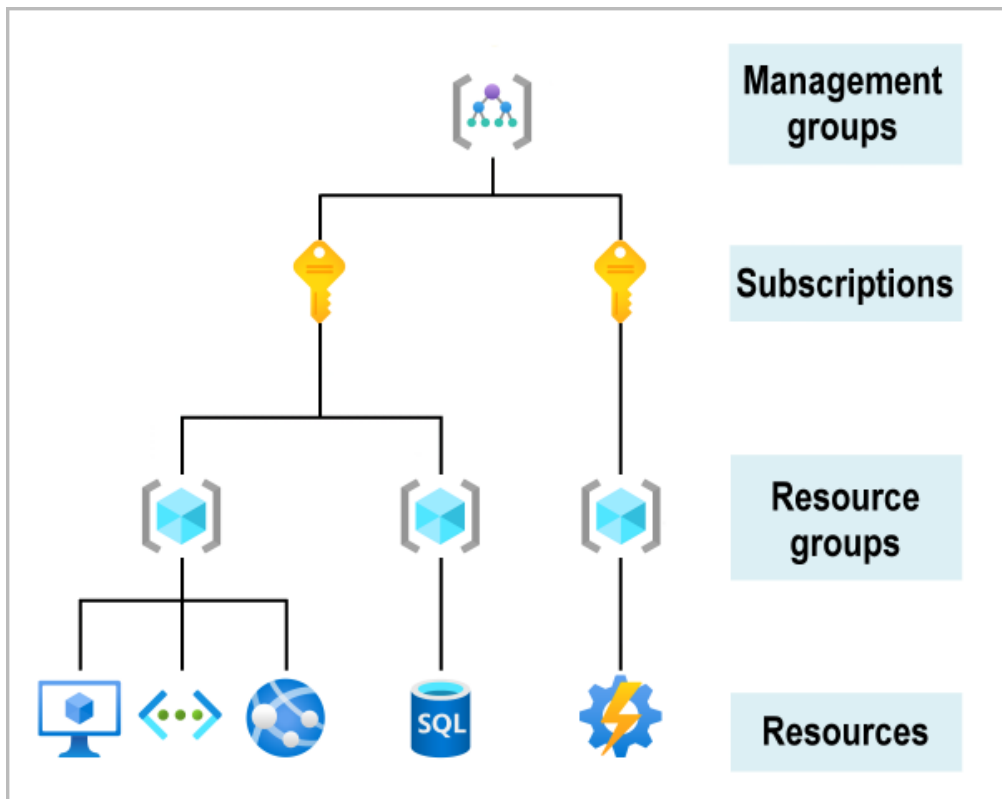 Management
groups
Subscriptions
Resource
groups
SQL
Resources